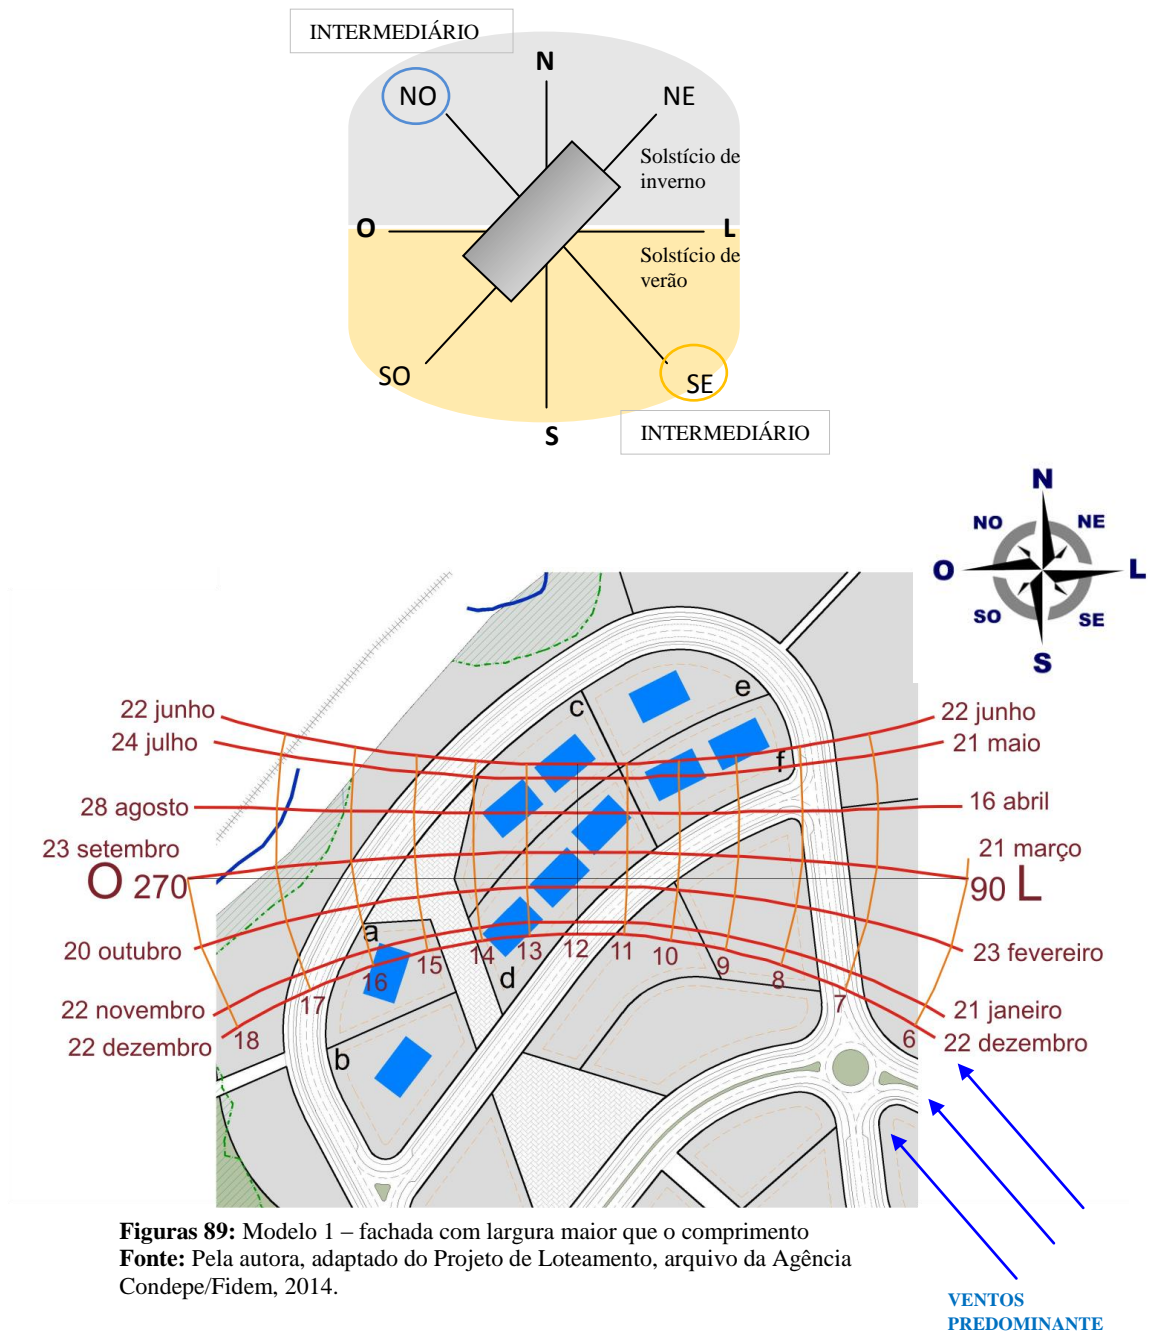 INTERMEDIÁRIO
N
NO
NE
Solstício de
inverno
O
L
Solstício de
verão
SO
SE
S
INTERMEDIÁRIO
N
NO
NE
O
L
SO
SE
S
c
e
f
a
b
d
22 junho
24 julho
28 agosto
23 setembro
O 270
20 outubro
22 novembro
22 dezembro
22 junho
21 maio
16 abril
21 março
90 L
23 fevereiro
21 janeiro
22 dezembro
18
17
16
15
14
13
12
11
10
9
8
7
6
Figuras 89: Modelo 1 – fachada com largura maior que o comprimento
Fonte: Pela autora, adaptado do Projeto de Loteamento, arquivo da Agência
Condepe/Fidem, 2014.
VENTOS
PREDOMINANTE